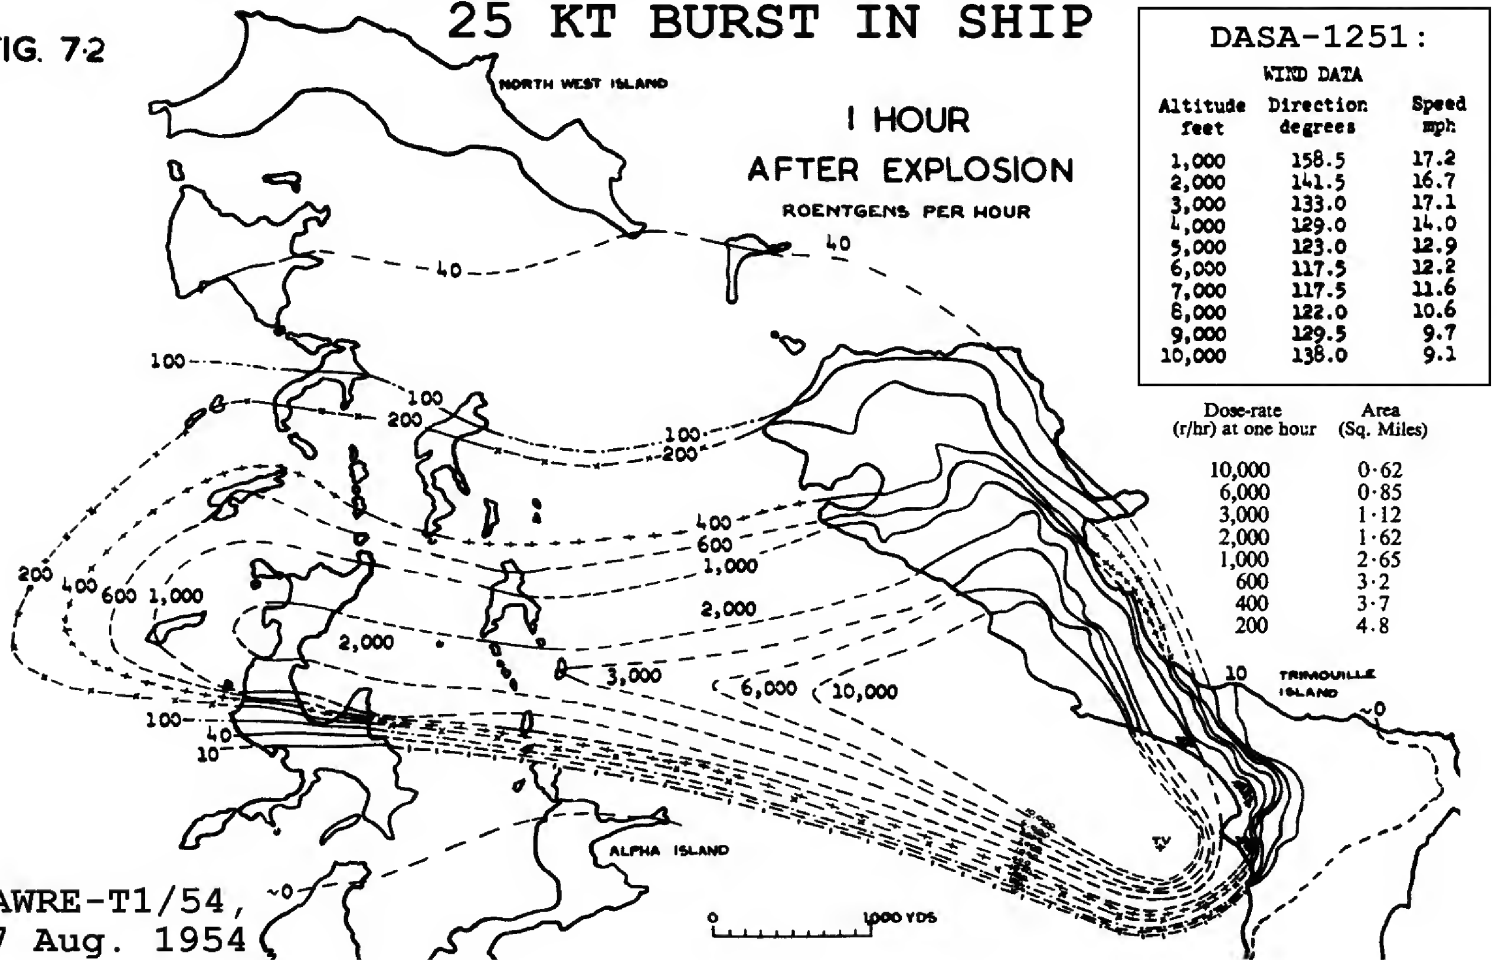 25 KT BURST IN SHIP
FIG. 7·2
NORTH WEST ISLAND
1 HOUR
AFTER EXPLOSION
ROENTGENS PER HOUR
DASA-1251:
WIND DATA
Altitude Direction Speed
feet degrees mph
1,000 158.5 17.2
2,000 141.5 16.7
3,000 133.0 17.1
4,000 129.0 14.0
5,000 123.0 12.9
6,000 117.5 12.2
7,000 117.5 11.6
8,000 122.0 10.6
9,000 129.5 9.7
10,000 138.0 9.1
Dose-rate Area
(r/hr) at one hour (Sq. Miles)
10,000 0·62
6,000 0·85
3,000 1·12
2,000 1·62
1,000 2·65
600 3·2
400 3·7
200 4·8
40
40
100
100
200
100
200
400
600
1,000
2,000
200 400 600 1,000
2,000
3,000
6,000
10,000
10
TRIMOUILLE
ISLAND
~0
100
40
10
ALPHA ISLAND
~0
0 1000 YDS
AWRE-T1/54,
7 Aug. 1954